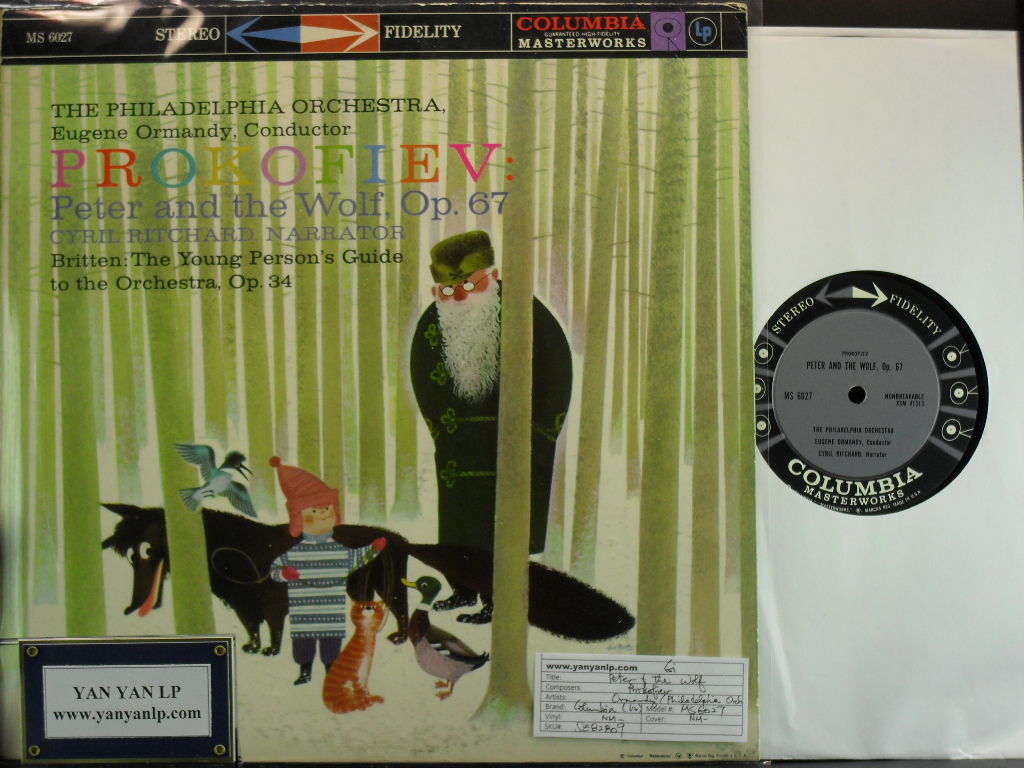 MS 6027
STEREO FIDELITY
COLUMBIA
GUARANTEED HIGH-FIDELITY
MASTERWORKS
Lp
THE PHILADELPHIA ORCHESTRA,
Eugene Ormandy, Conductor
PROKOFIEV:
Peter and the Wolf, Op. 67
CYRIL RITCHARD, NARRATOR
Britten: The Young Person's Guide
to the Orchestra, Op. 34
STEREO FIDELITY
PROKOFIEV
PETER AND THE WOLF, Op. 67
MS 6027
NONBREAKABLE
XSM 41313
THE PHILADELPHIA ORCHESTRA
EUGENE ORMANDY, Conductor
CYRIL RITCHARD, Narrator
COLUMBIA
MASTERWORKS
YAN YAN LP
www.yanyanlp.com
www.yanyanlp.com
Title: Peter & the Wolf
Composers: Prokofiev
Artists: Ormandy / Philadelphia Orch
Brand: Columbia Model #: MS6027
Vinyl: NM- Cover: NM-
SKU#: